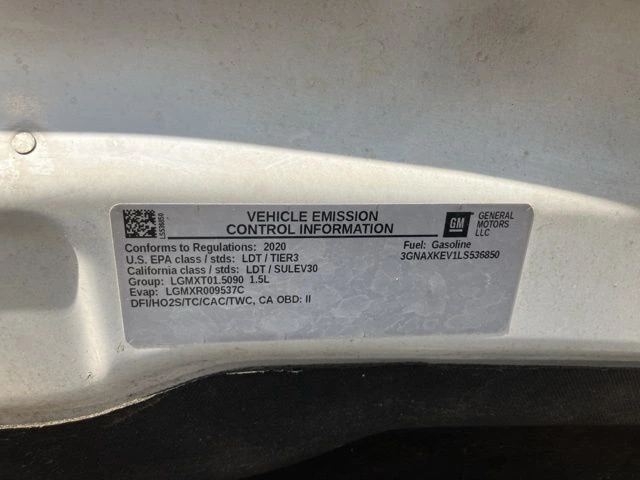 LS536850
VEHICLE EMISSION
CONTROL INFORMATION
GM
GENERAL
MOTORS
LLC
Conforms to Regulations: 2020
U.S. EPA class / stds: LDT / TIER3
California class / stds: LDT / SULEV30
Group: LGMXT01.5090 1.5L
Evap: LGMXR009537C
DFI/HO2S/TC/CAC/TWC, CA OBD: II
Fuel: Gasoline
3GNAXKEV1LS536850